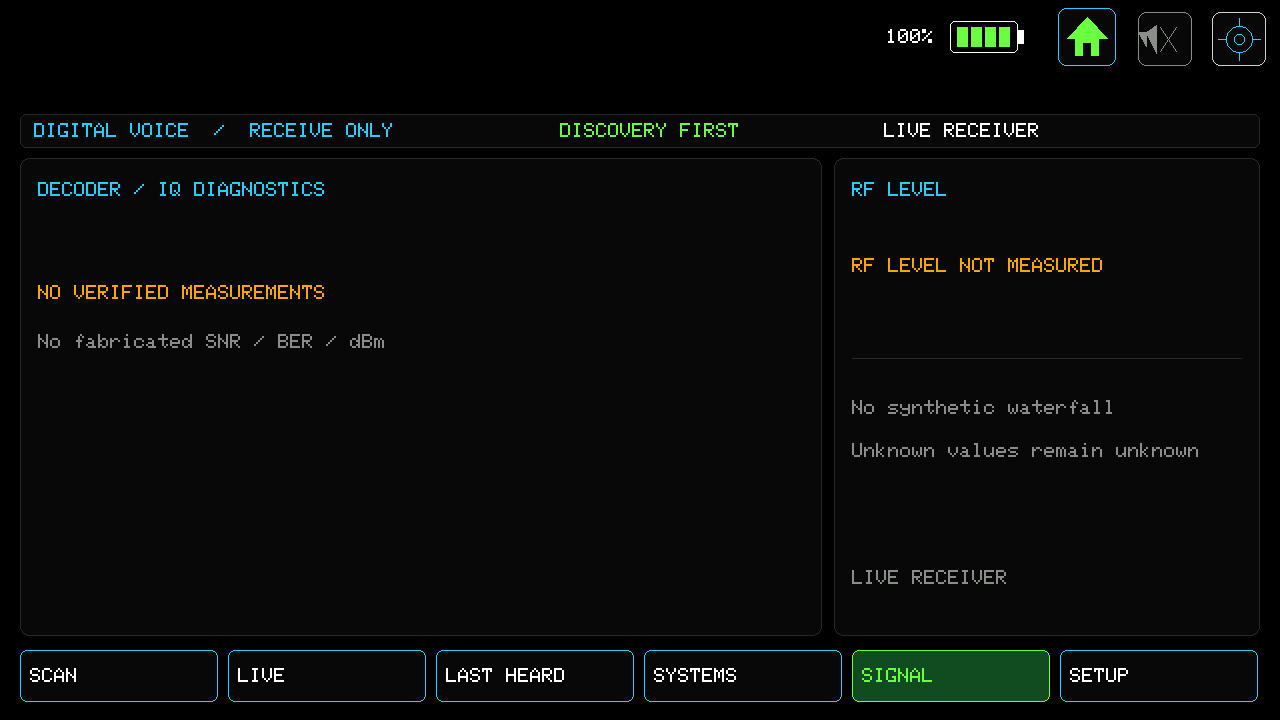 100%
DIGITAL VOICE / RECEIVE ONLY
DISCOVERY FIRST
LIVE RECEIVER
DECODER / IQ DIAGNOSTICS
NO VERIFIED MEASUREMENTS
No fabricated SNR / BER / dBm
RF LEVEL
RF LEVEL NOT MEASURED
No synthetic waterfall
Unknown values remain unknown
LIVE RECEIVER
SCAN
LIVE
LAST HEARD
SYSTEMS
SIGNAL
SETUP